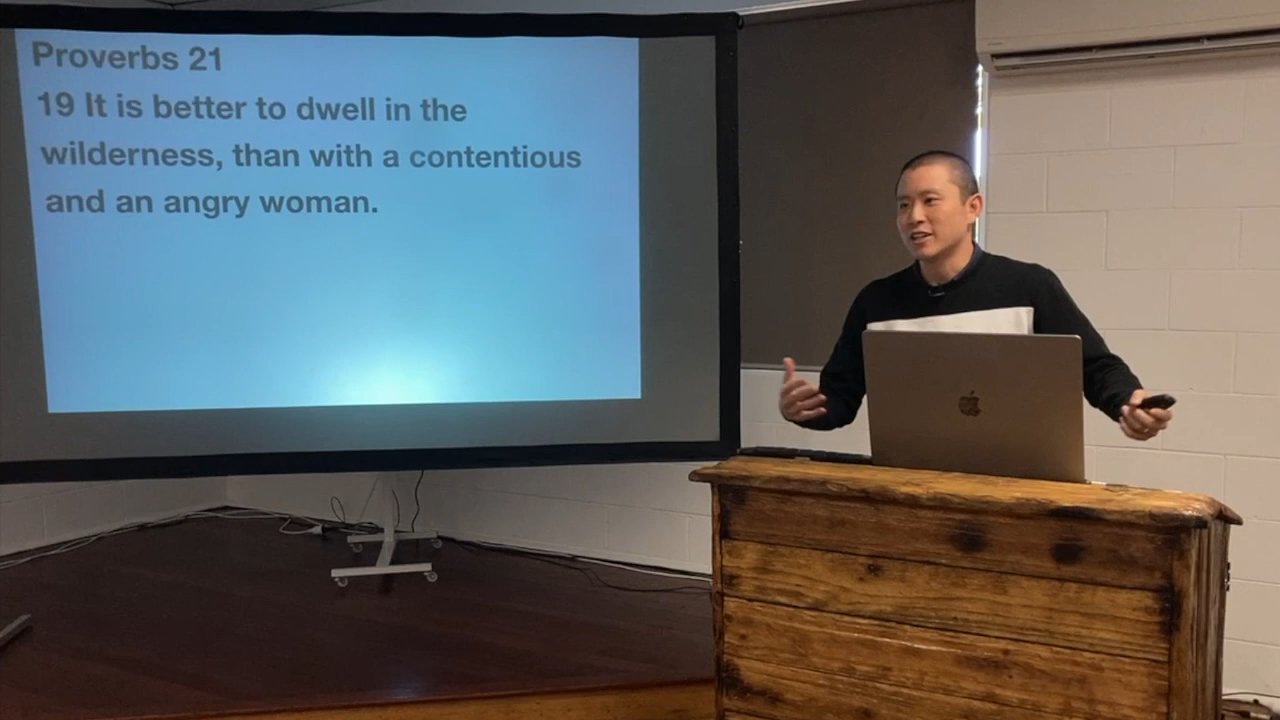 Proverbs 21
19 It is better to dwell in the
wilderness, than with a contentious
and an angry woman.